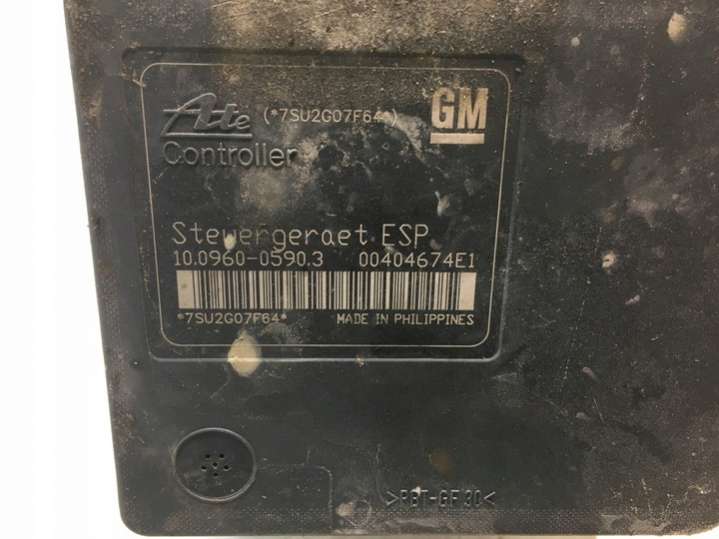 Ate (*7SU2G07F64*) GM
Controller
Steuergeraet ESP
10.0960-0590.3 00404674E1
*7SU2G07F64* MADE IN PHILIPPINES
>PBT-GF30<